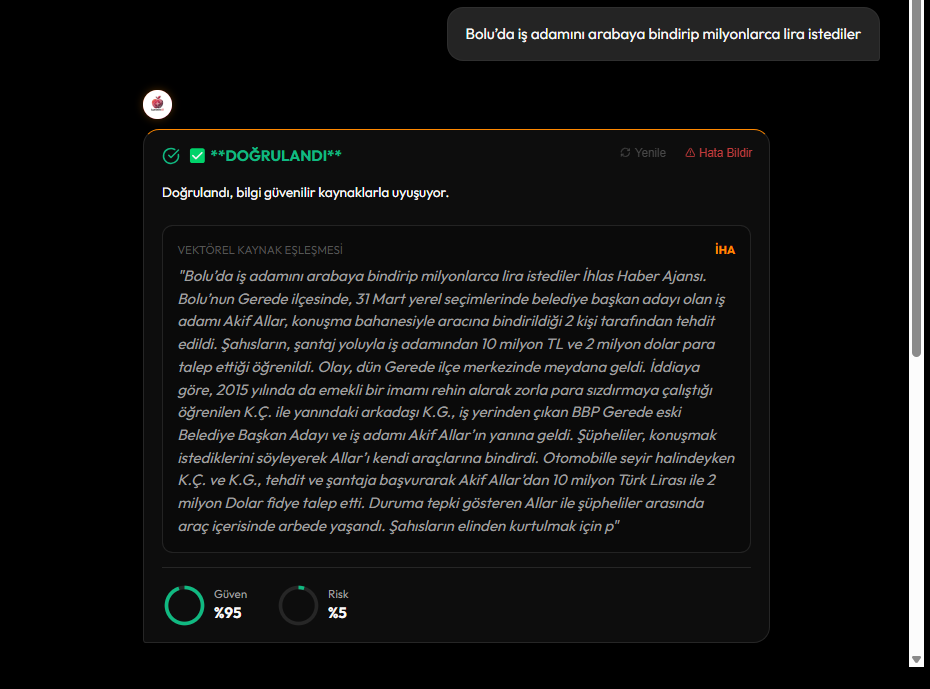 Bolu’da iş adamını arabaya bindirip milyonlarca lira istediler
**DOĞRULANDI**
Yenile
Hata Bildir
Doğrulandı, bilgi güvenilir kaynaklarla uyuşuyor.
VEKTÖREL KAYNAK EŞLEŞMESİ
İHA
"Bolu’da iş adamını arabaya bindirip milyonlarca lira istediler İhlas Haber Ajansı.
Bolu’nun Gerede ilçesinde, 31 Mart yerel seçimlerinde belediye başkan adayı olan iş
adamı Akif Allar, konuşma bahanesiyle aracına bindirildiği 2 kişi tarafından tehdit
edildi. Şahısların, şantaj yoluyla iş adamından 10 milyon TL ve 2 milyon dolar para
talep ettiği öğrenildi. Olay, dün Gerede ilçe merkezinde meydana geldi. İddiaya
göre, 2015 yılında da emekli bir imamı rehin alarak zorla para sızdırmaya çalıştığı
öğrenilen K.Ç. ile yanındaki arkadaşı K.G., iş yerinden çıkan BBP Gerede eski
Belediye Başkan Adayı ve iş adamı Akif Allar’ın yanına geldi. Şüpheliler, konuşmak
istediklerini söyleyerek Allar’ı kendi araçlarına bindirdi. Otomobille seyir halindeyken
K.Ç. ve K.G., tehdit ve şantaja başvurarak Akif Allar’dan 10 milyon Türk Lirası ile 2
milyon Dolar fidye talep etti. Duruma tepki gösteren Allar ile şüpheliler arasında
araç içerisinde arbede yaşandı. Şahısların elinden kurtulmak için p"
Güven
%95
Risk
%5